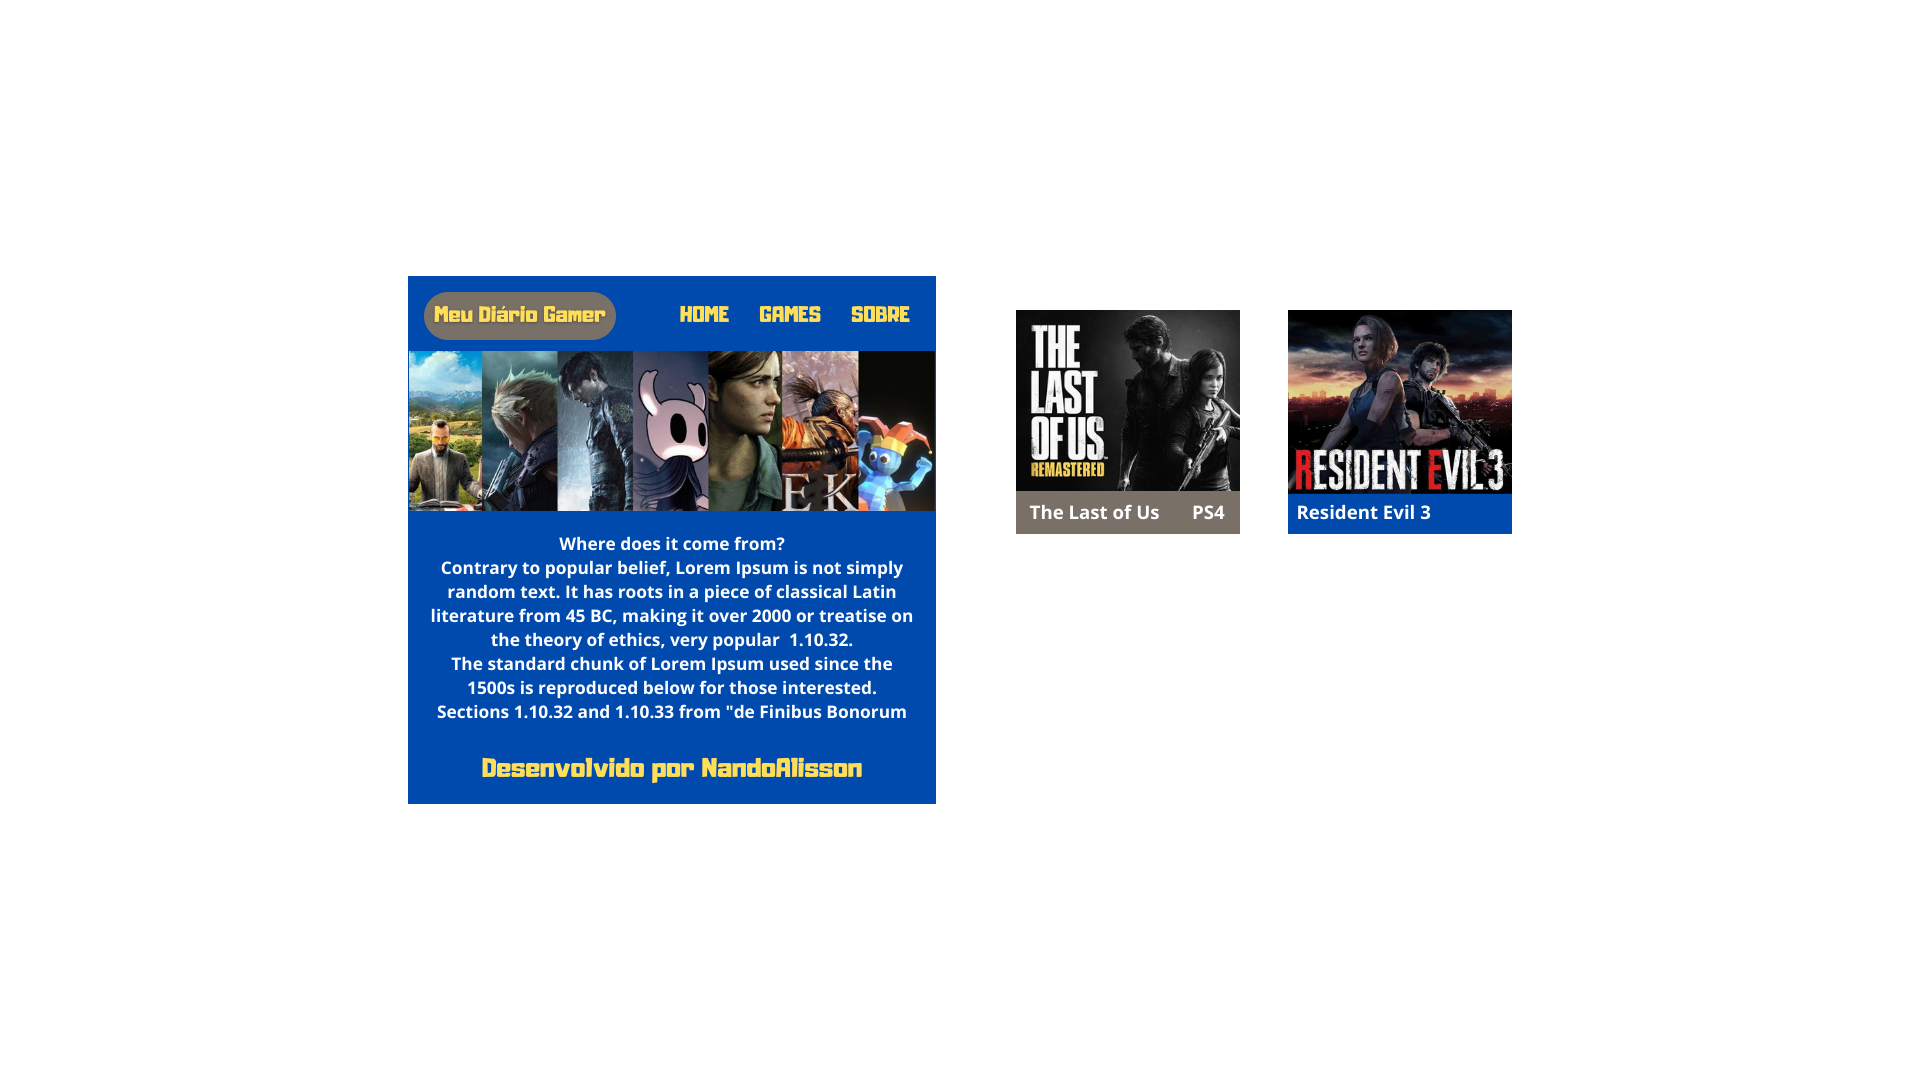 Meu Diário Gamer
HOME GAMES SOBRE
E K
Where does it come from?
Contrary to popular belief, Lorem Ipsum is not simply
random text. It has roots in a piece of classical Latin
literature from 45 BC, making it over 2000 or treatise on
the theory of ethics, very popular  1.10.32.
The standard chunk of Lorem Ipsum used since the
1500s is reproduced below for those interested.
Sections 1.10.32 and 1.10.33 from "de Finibus Bonorum
Desenvolvido por NandoAlisson
THE
LAST
OF US
REMASTERED
The Last of Us PS4
RESIDENT EVIL 3
Resident Evil 3